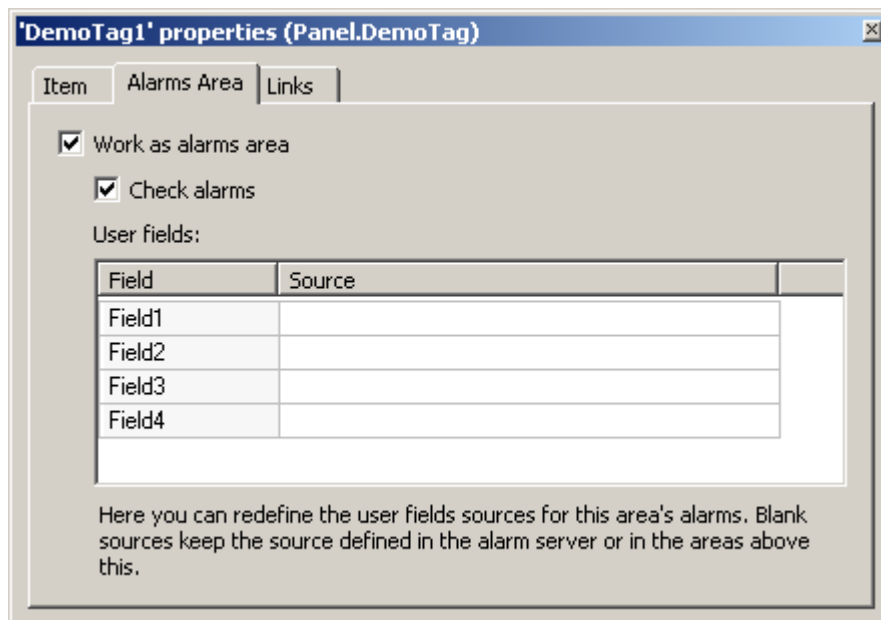 'DemoTag1' properties (Panel.DemoTag)
Item Alarms Area Links
Work as alarms area
Check alarms
User fields:
Field Source
Field1
Field2
Field3
Field4
Here you can redefine the user fields sources for this area's alarms. Blank
sources keep the source defined in the alarm server or in the areas above
this.